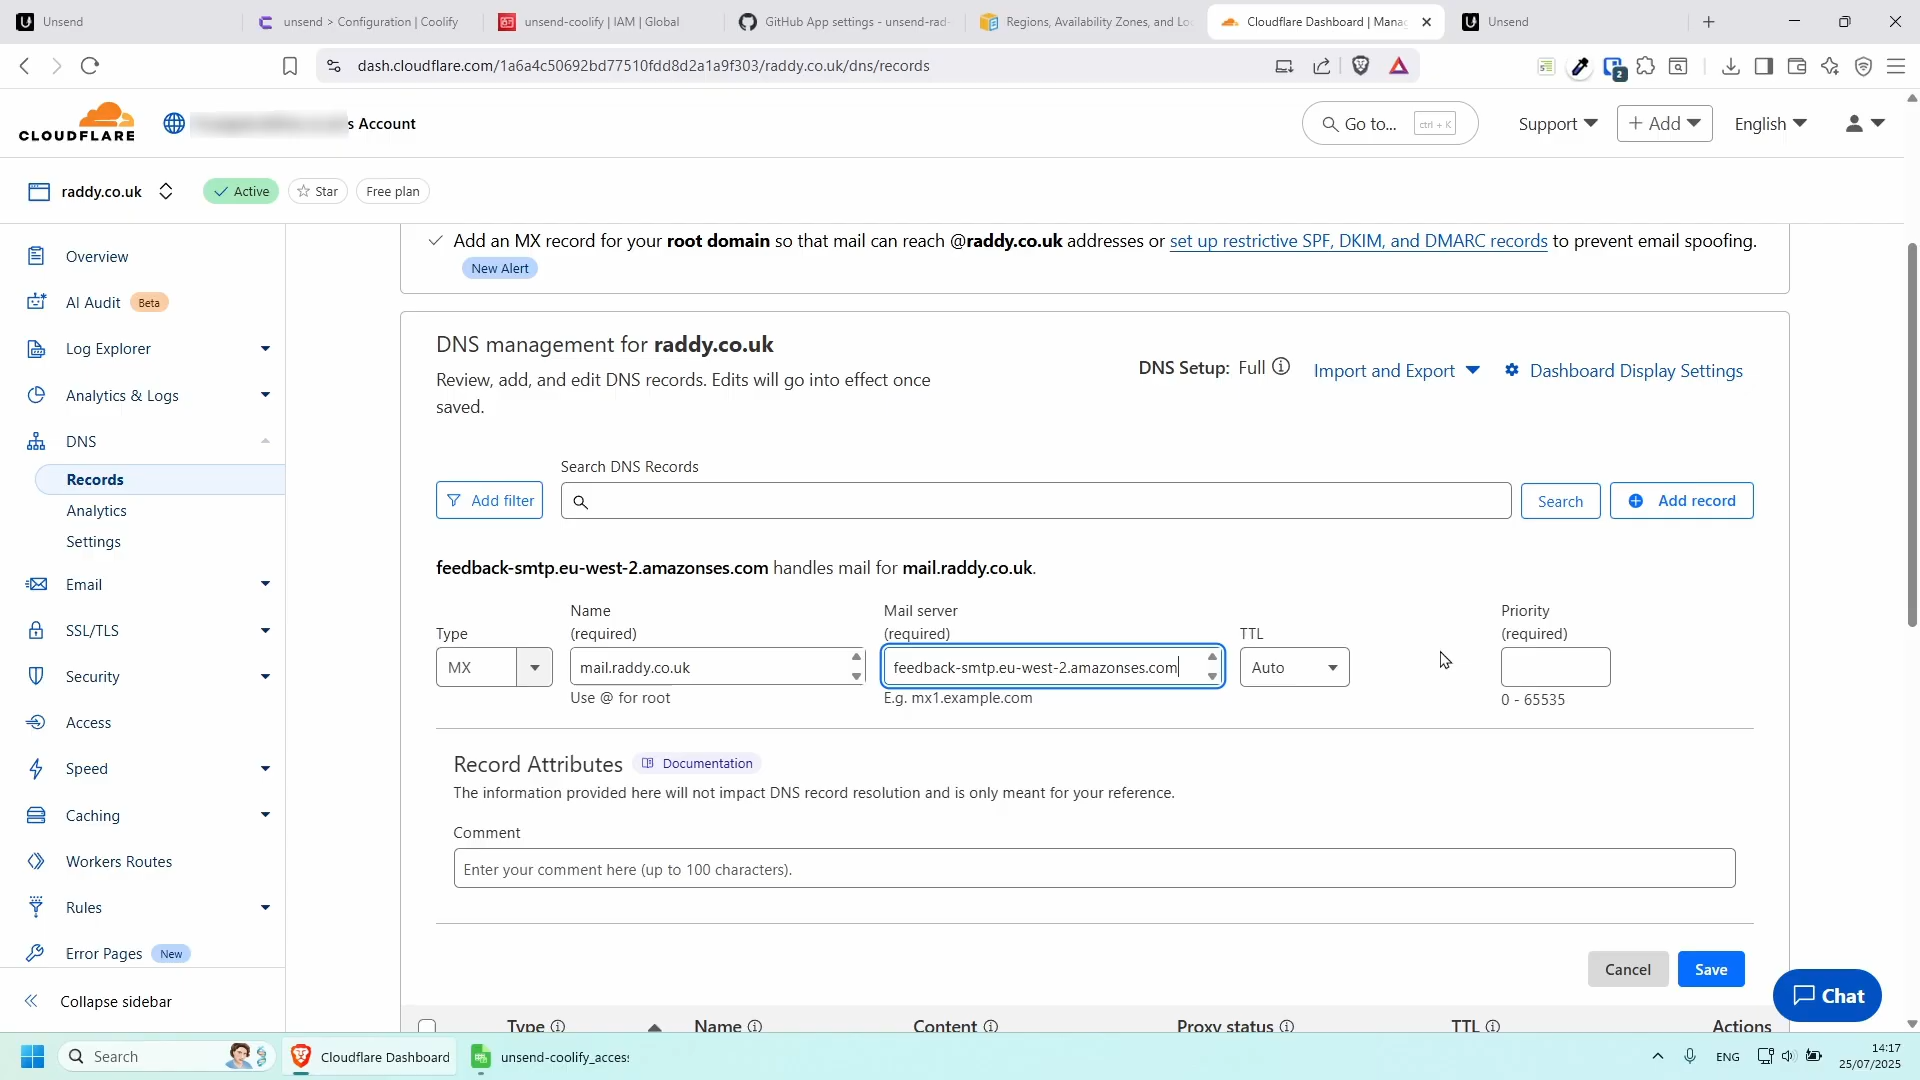 Unsend
unsend > Configuration | Coolify
unsend-coolify | IAM | Global
GitHub App settings - unsend-rad
Regions, Availability Zones, and Lo
Cloudflare Dashboard | Manag
Unsend
dash.cloudflare.com/1a6a4c50692bd77510fdd8d2a1a9f303/raddy.co.uk/dns/records
2
CLOUDFLARE
s Account
Go to...
ctrl + K
Support
+ Add
English
raddy.co.uk
Active
Star
Free plan
Overview
AI Audit
Beta
Log Explorer
Analytics & Logs
DNS
Records
Analytics
Settings
Email
SSL/TLS
Security
Access
Speed
Caching
Workers Routes
Rules
Error Pages
New
Collapse sidebar
Add an MX record for your root domain so that mail can reach @raddy.co.uk addresses or set up restrictive SPF, DKIM, and DMARC records to prevent email spoofing.
New Alert
DNS management for raddy.co.uk
Review, add, and edit DNS records. Edits will go into effect once
saved.
DNS Setup: Full
Import and Export
Dashboard Display Settings
Search DNS Records
Add filter
Search
Add record
feedback-smtp.eu-west-2.amazonses.com handles mail for mail.raddy.co.uk.
Type
Name
(required)
Mail server
(required)
TTL
Priority
(required)
MX
mail.raddy.co.uk
feedback-smtp.eu-west-2.amazonses.com
Auto
Use @ for root
E.g. mx1.example.com
0 - 65535
Record Attributes
Documentation
The information provided here will not impact DNS record resolution and is only meant for your reference.
Comment
Enter your comment here (up to 100 characters).
Cancel
Save
Chat
Type
Name
Content
Proxy status
TTL
Actions
Search
Cloudflare Dashboard
unsend-coolify_access
ENG
14:17
25/07/2025